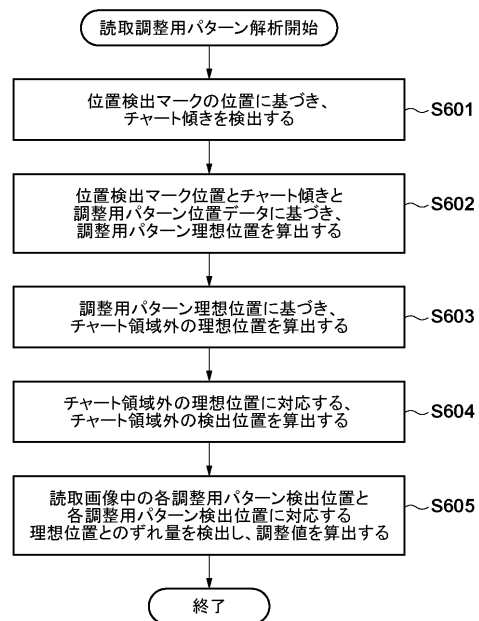 読取調整用パターン解析開始
位置検出マークの位置に基づき、
チャート傾きを検出する
S601
位置検出マーク位置とチャート傾きと
調整用パターン位置データに基づき、
調整用パターン理想位置を算出する
S602
調整用パターン理想位置に基づき、
チャート領域外の理想位置を算出する
S603
チャート領域外の理想位置に対応する、
チャート領域外の検出位置を算出する
S604
読取画像中の各調整用パターン検出位置と
各調整用パターン検出位置に対応する
理想位置とのずれ量を検出し、調整値を算出する
S605
終了